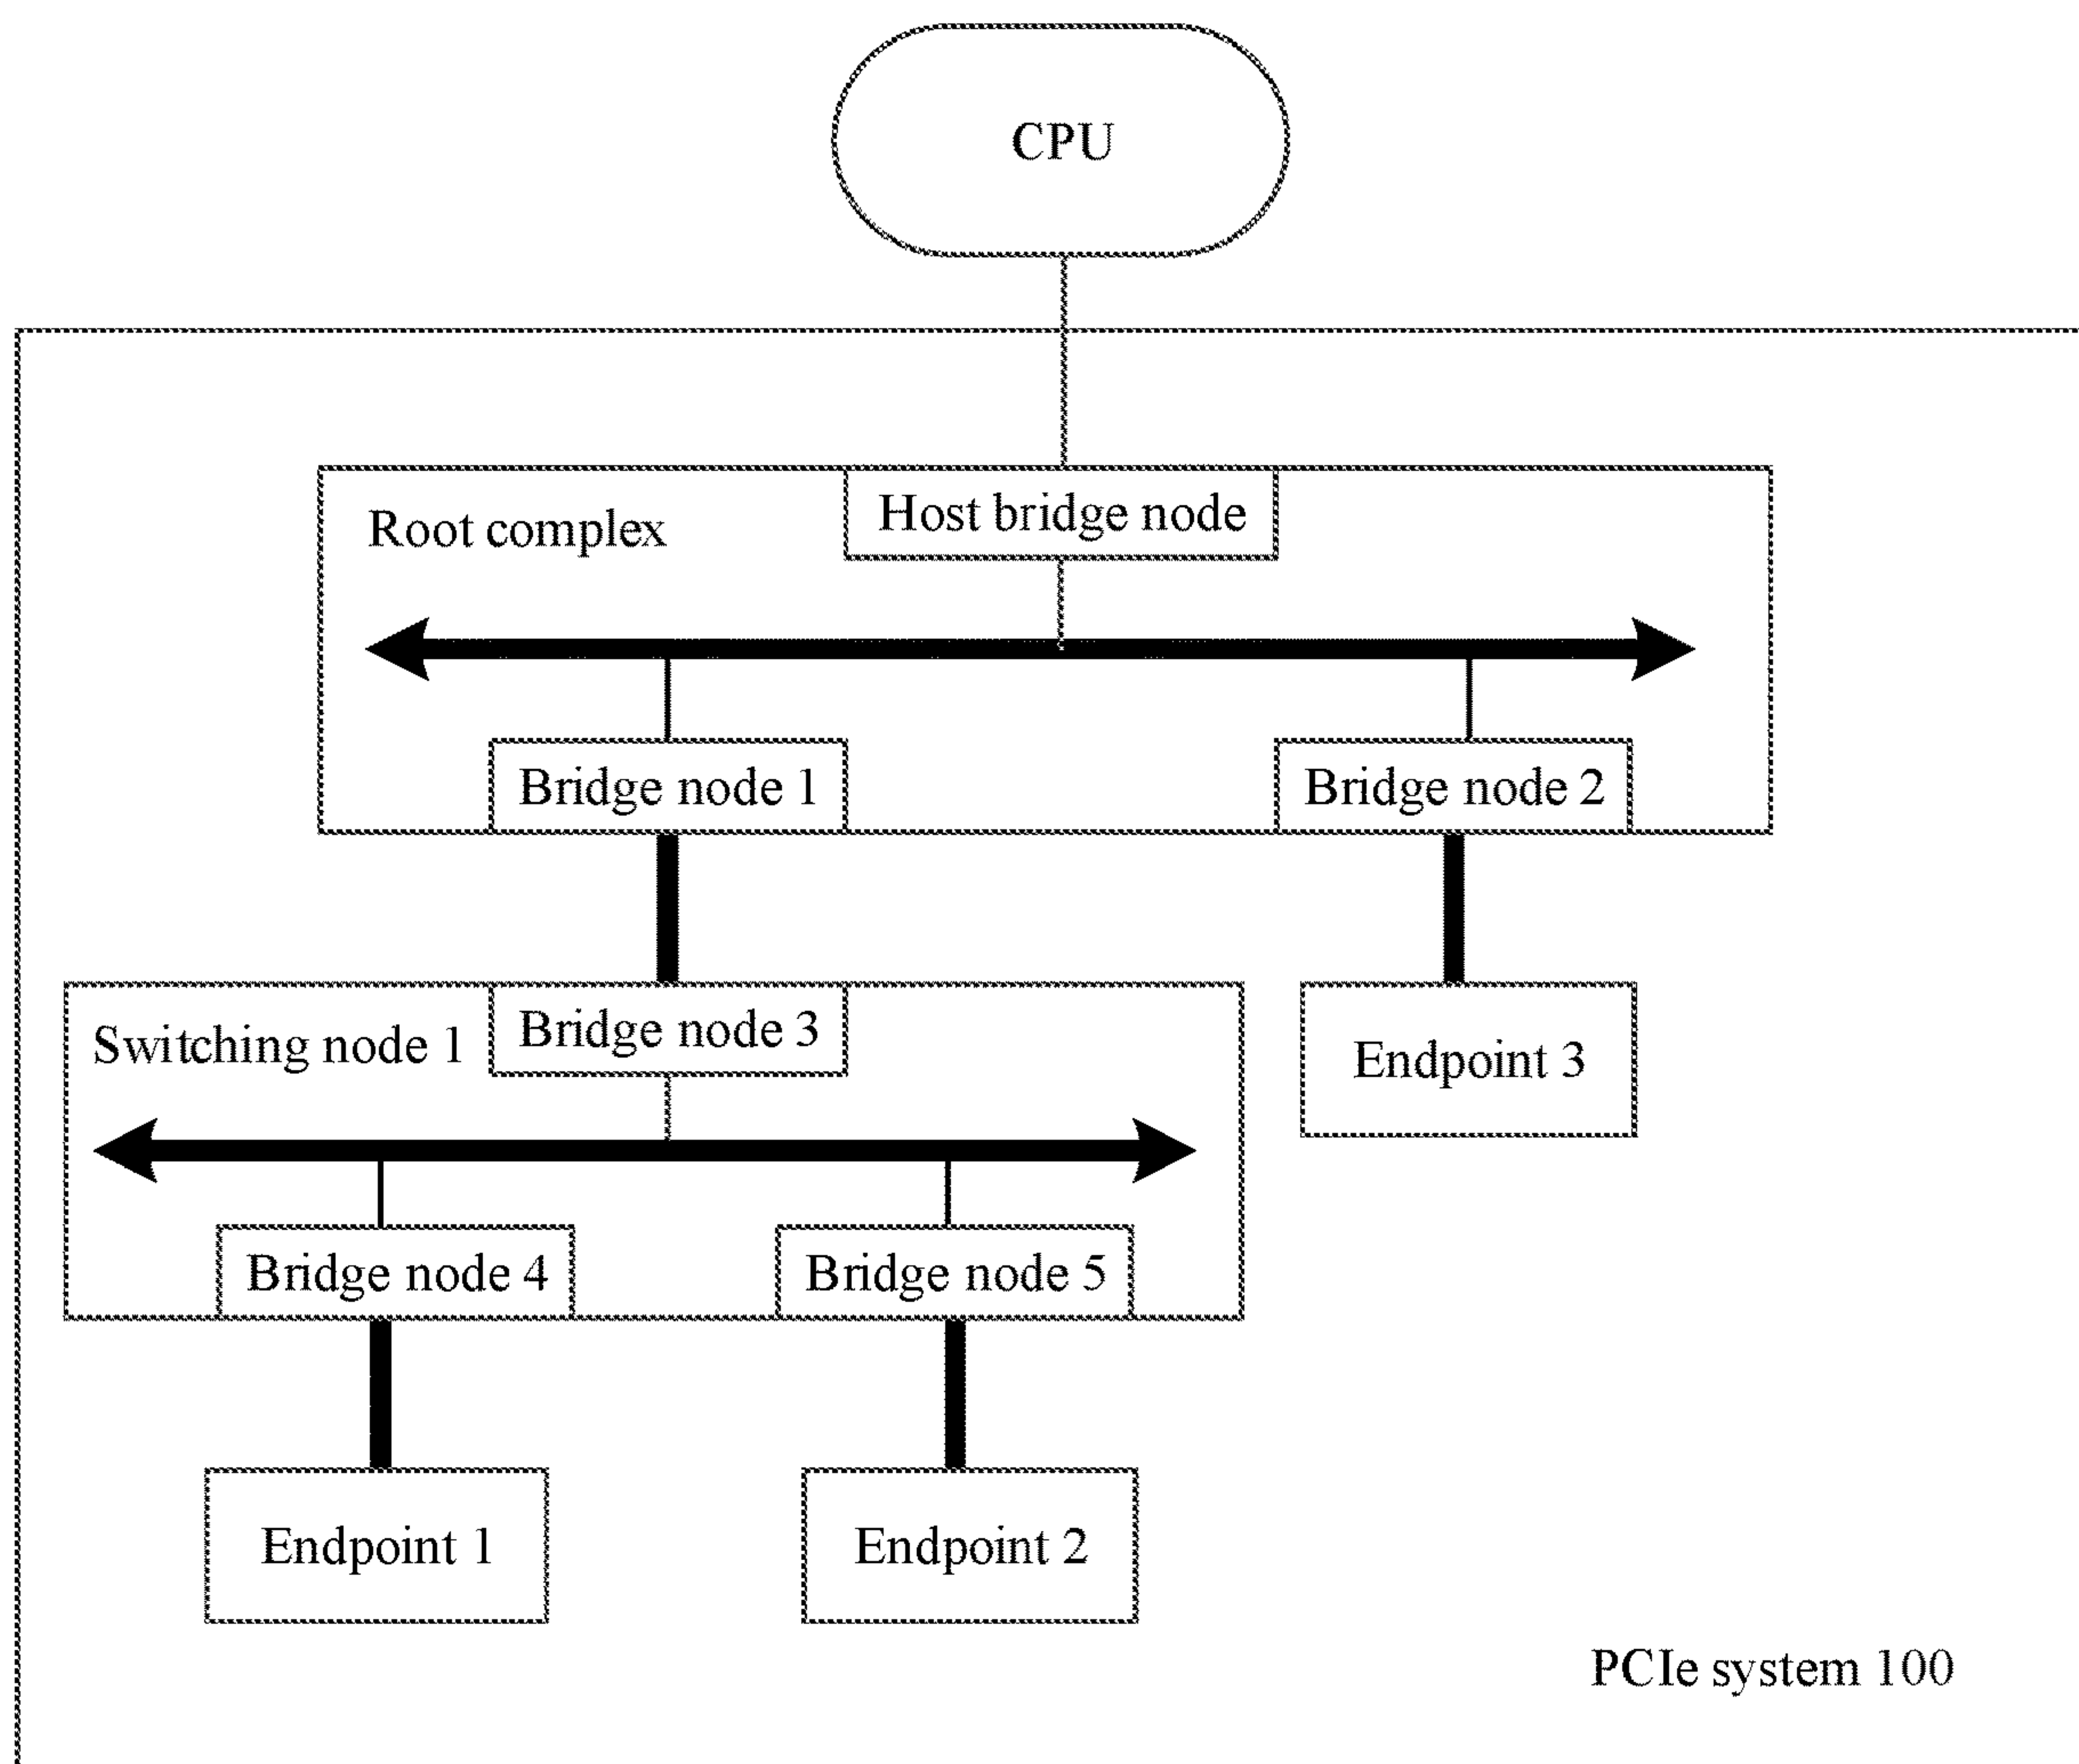 CPU
Host bridge node
Root complex
Bridge node 1
Bridge node 2
Bridge node 3
Switching node 1
Endpoint 3
Bridge node 4
Bridge node 5
Endpoint 1
Endpoint 2
PCIe system 100